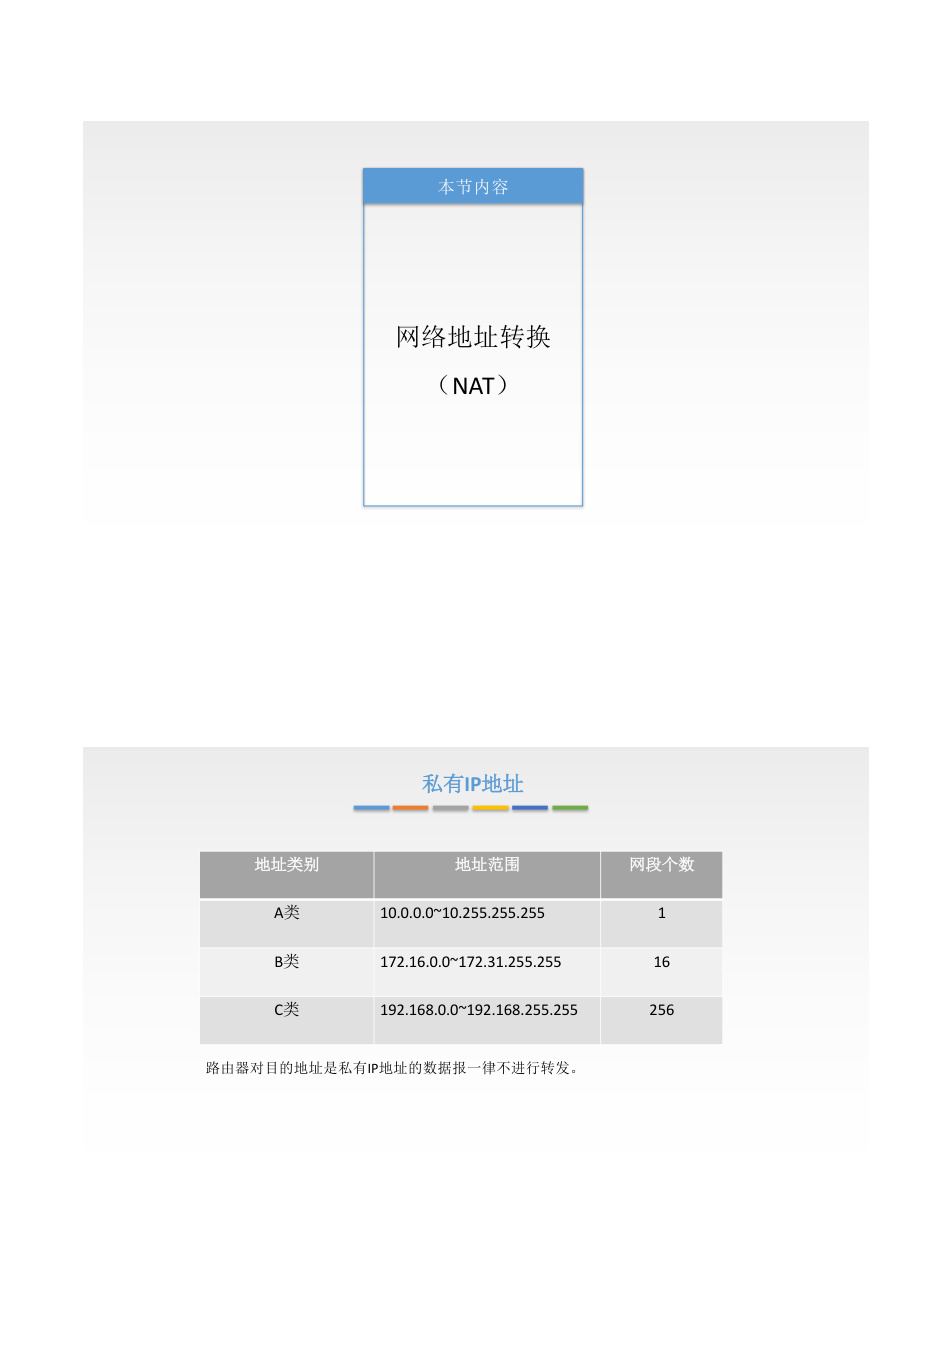 本节内容
网络地址转换
（NAT）
私有IP地址
地址类别 地址范围 网段个数
A类 10.0.0.0~10.255.255.255 1
B类 172.16.0.0~172.31.255.255 16
C类 192.168.0.0~192.168.255.255 256
路由器对目的地址是私有IP地址的数据报一律不进行转发。